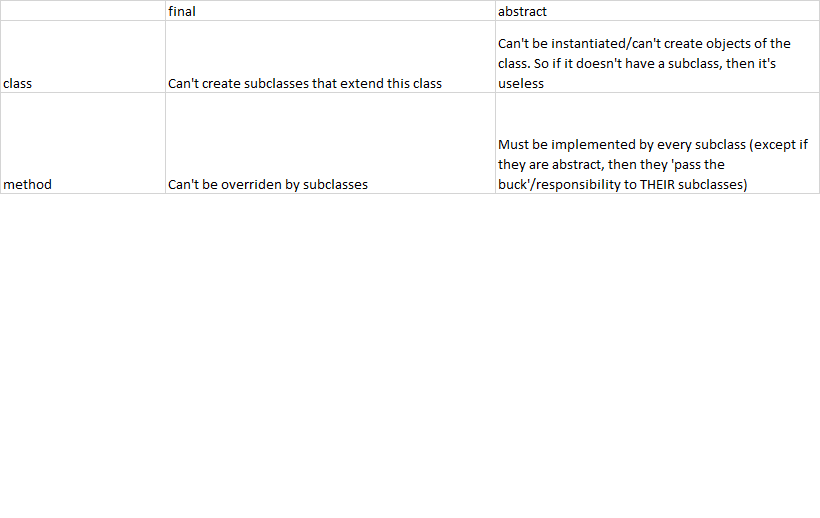 final abstract
Can't be instantiated/can't create objects of the
class. So if it doesn't have a subclass, then it's
class Can't create subclasses that extend this class useless
Must be implemented by every subclass (except if
they are abstract, then they 'pass the
method Can't be overriden by subclasses buck'/responsibility to THEIR subclasses)